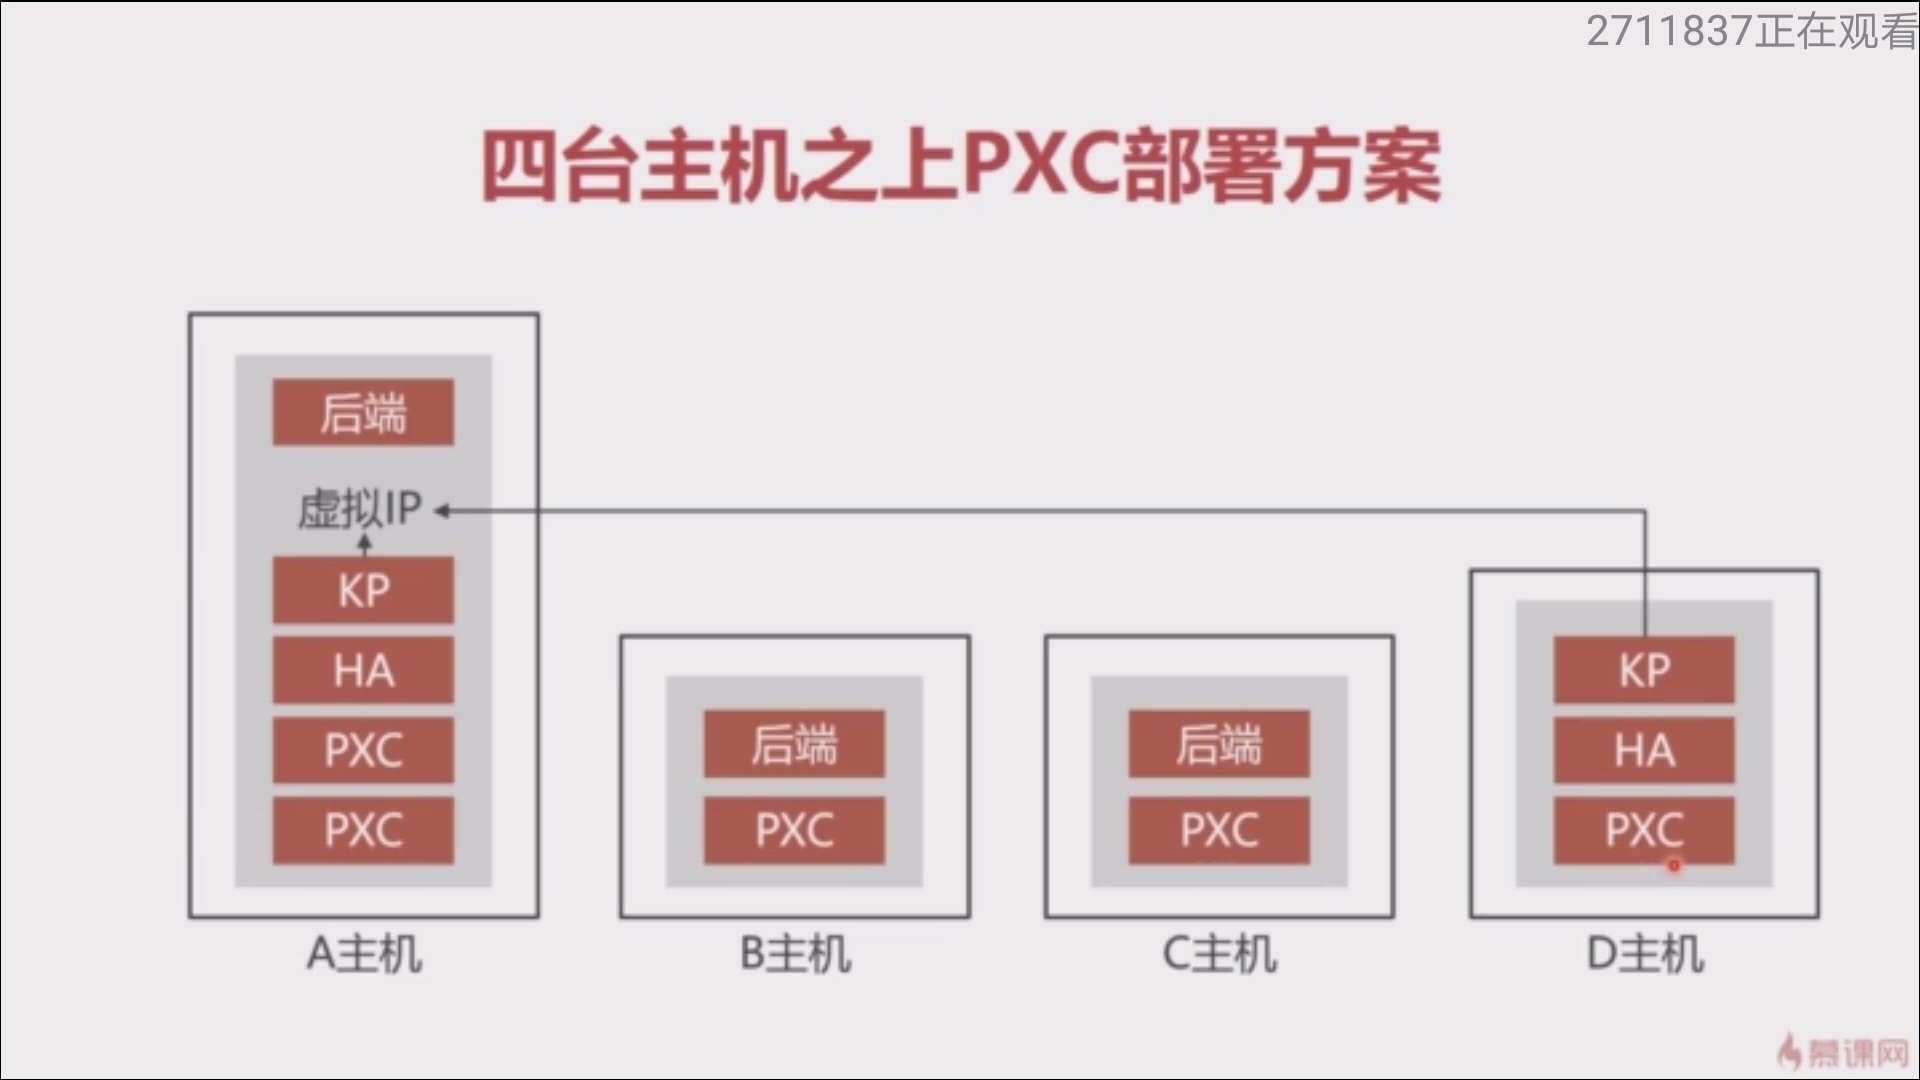 2711837正在观看
四台主机之上PXC部署方案
后端
虚拟IP
KP
HA
PXC
PXC
A主机
后端
PXC
B主机
后端
PXC
C主机
KP
HA
PXC
D主机
慕课网